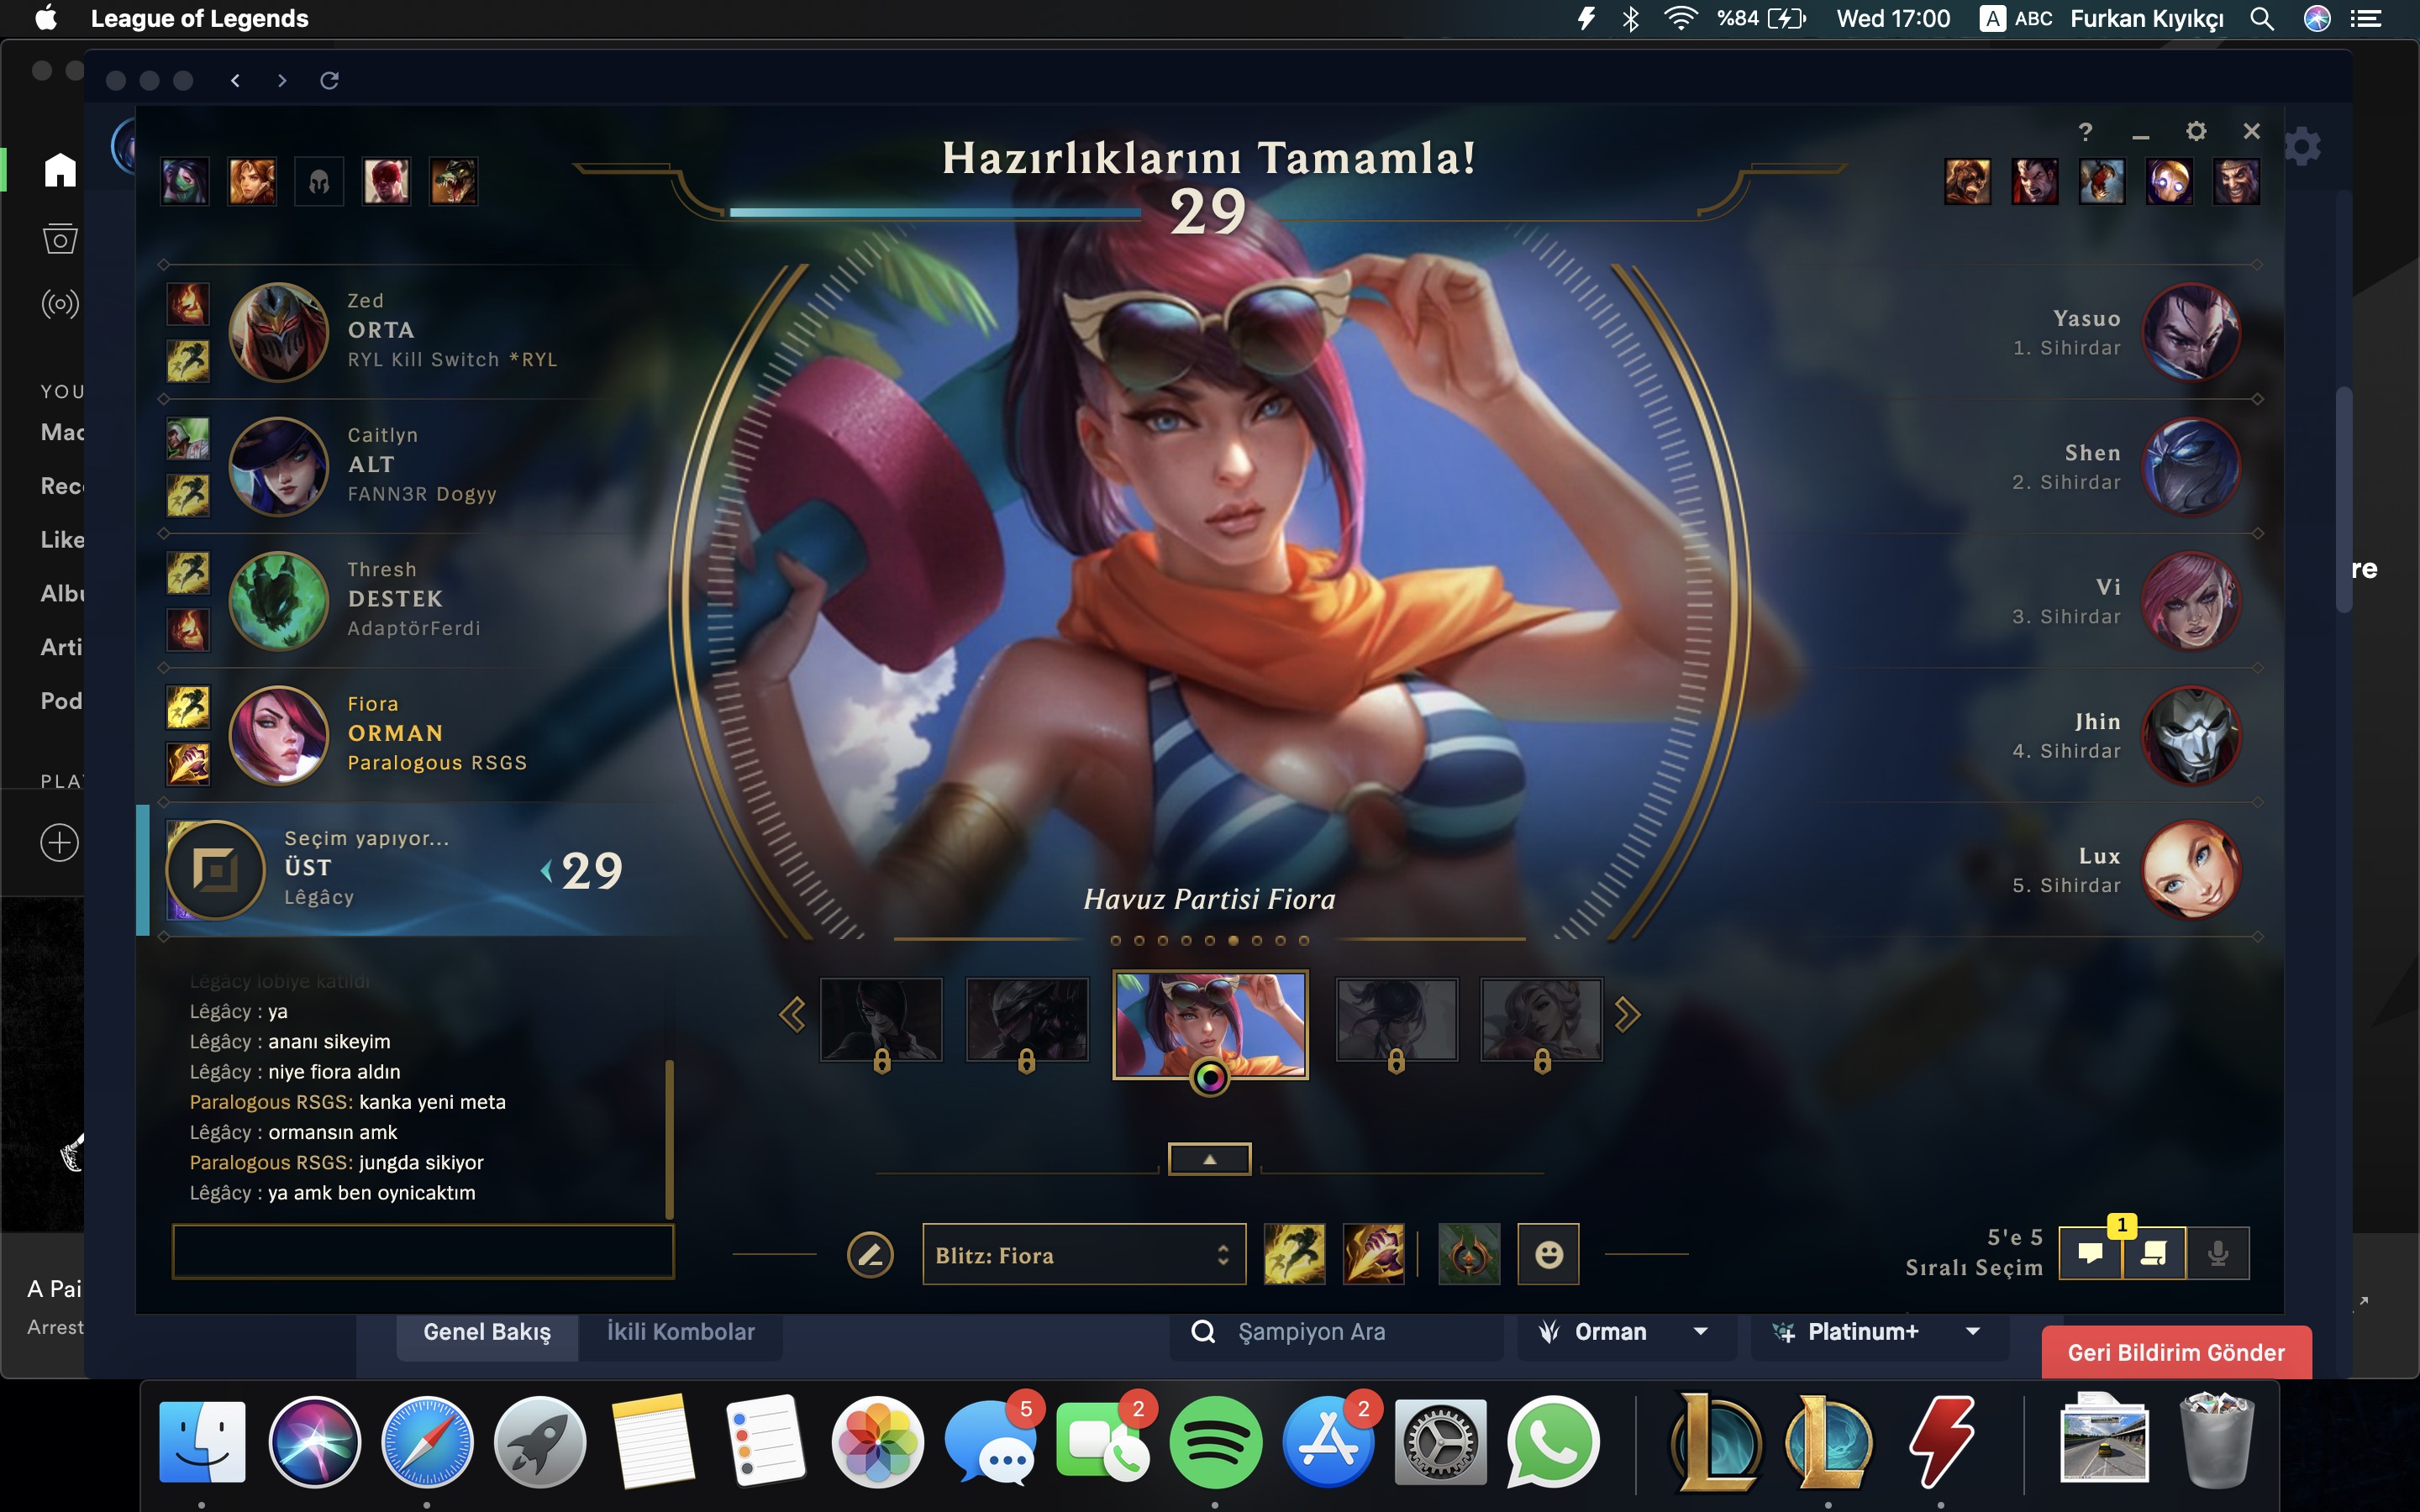 League of Legends
%84
Wed 17:00
A ABC
Furkan Kıyıkçı
?
Hazırlıklarını Tamamla!
29
YOU
Mad
Rec
Like
Albu
Arti
Pod
PLAY
Zed
ORTA
RYL Kill Switch *RYL
Caitlyn
ALT
FANN3R Dogyy
Thresh
DESTEK
AdaptörFerdi
Fiora
ORMAN
Paralogous RSGS
Seçim yapıyor...
ÜST
Lêgâcy
29
Yasuo
1. Sihirdar
Shen
2. Sihirdar
Vi
3. Sihirdar
Jhin
4. Sihirdar
Lux
5. Sihirdar
re
Havuz Partisi Fiora
Lêgâcy lobiye katıldı
Lêgâcy : ya
Lêgâcy : ananı sikeyim
Lêgâcy : niye fiora aldın
Paralogous RSGS: kanka yeni meta
Lêgâcy : ormansın amk
Paralogous RSGS: jungda sikiyor
Lêgâcy : ya amk ben oynicaktım
Blitz: Fiora
5'e 5
Sıralı Seçim
1
A Pai
Arrest
Genel Bakış
İkili Kombolar
Şampiyon Ara
Orman
Platinum+
Geri Bildirim Gönder
5
2
2